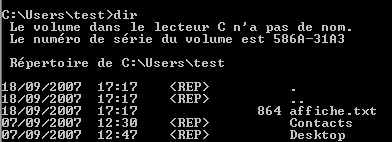 C:\Users\test>dir
Le volume dans le lecteur C n'a pas de nom.
Le numéro de série du volume est 586A-31A3
Répertoire de C:\Users\test
18/09/2007 17:17 <REP> .
18/09/2007 17:17 <REP> ..
18/09/2007 17:17 864 affiche.txt
07/09/2007 12:30 <REP> Contacts
07/09/2007 12:47 <REP> Desktop